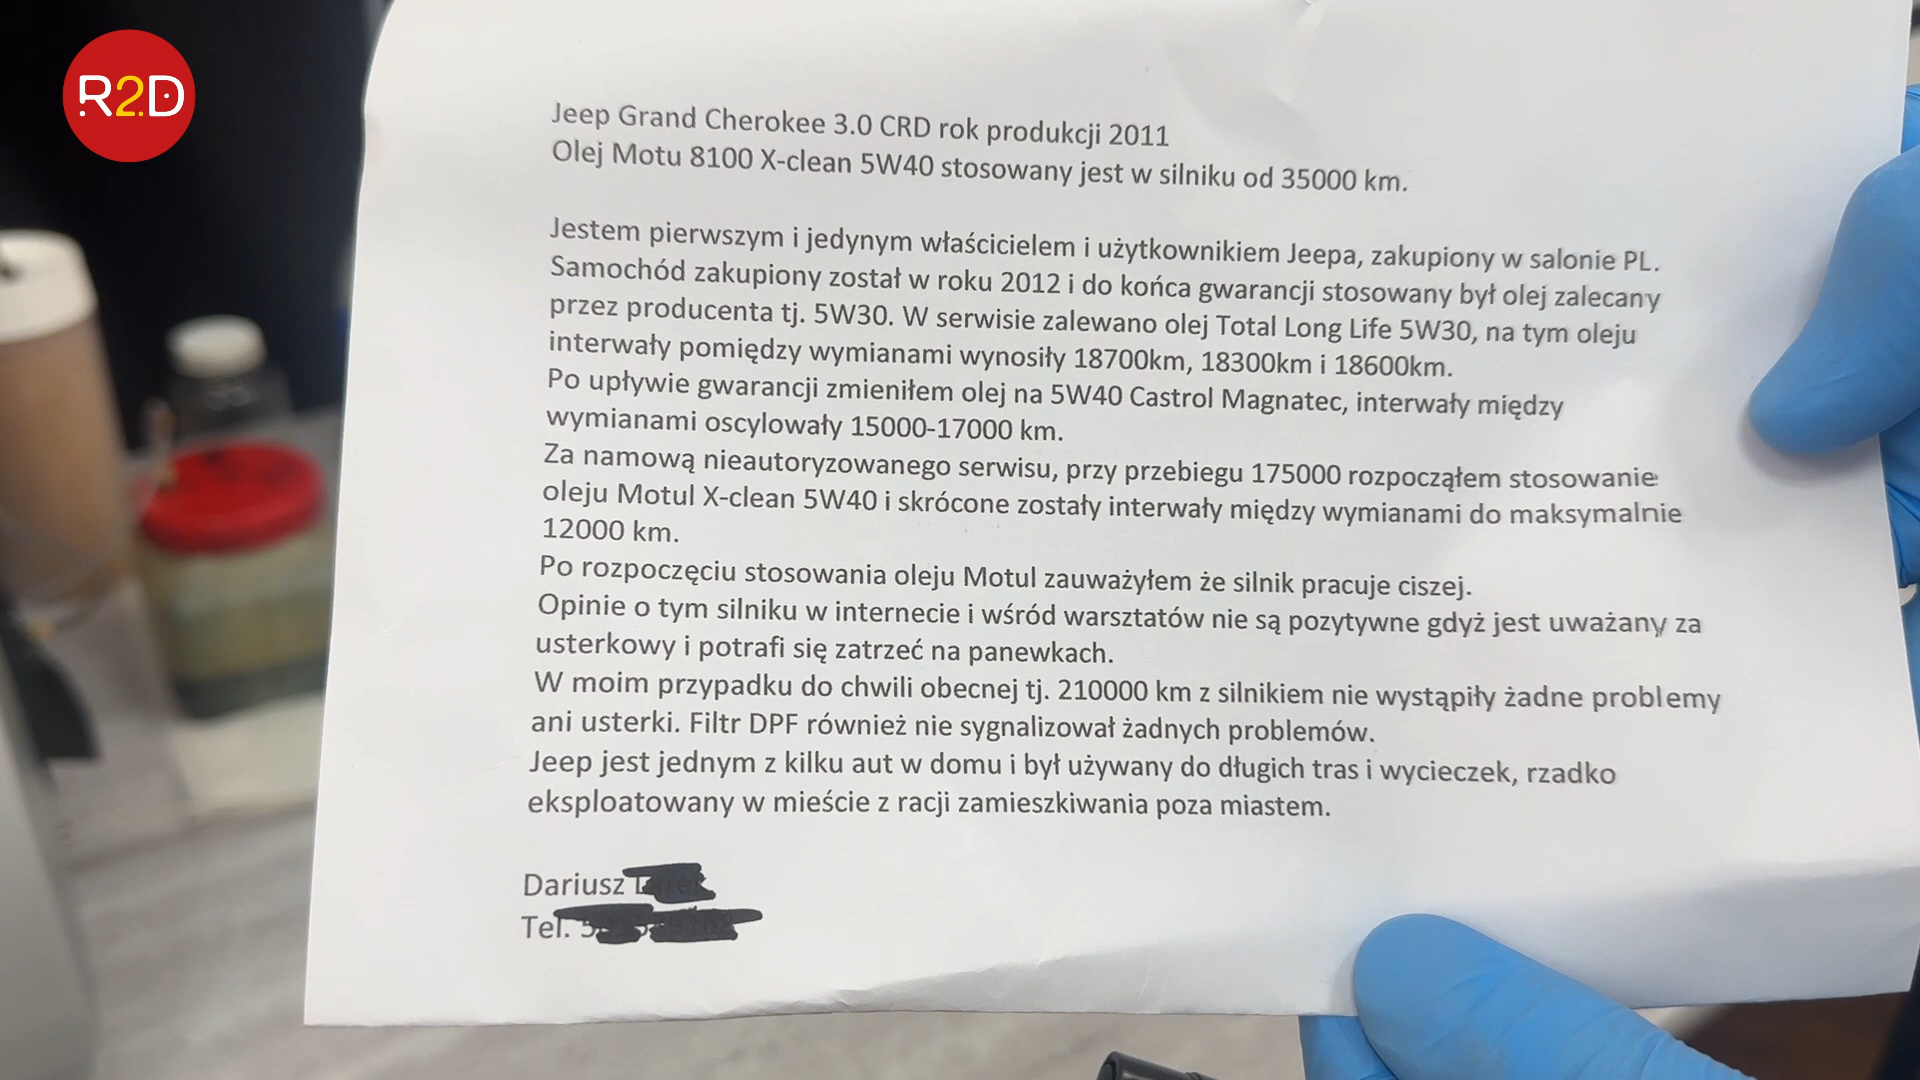 R2D
Jeep Grand Cherokee 3.0 CRD rok produkcji 2011
Olej Motu 8100 X-clean 5W40 stosowany jest w silniku od 35000 km.
Jestem pierwszym i jedynym właścicielem i użytkownikiem Jeepa, zakupiony w salonie PL.
Samochód zakupiony został w roku 2012 i do końca gwarancji stosowany był olej zalecany
przez producenta tj. 5W30. W serwisie zalewano olej Total Long Life 5W30, na tym oleju
interwały pomiędzy wymianami wynosiły 18700km, 18300km i 18600km.
Po upływie gwarancji zmieniłem olej na 5W40 Castrol Magnatec, interwały między
wymianami oscylowały 15000-17000 km.
Za namową nieautoryzowanego serwisu, przy przebiegu 175000 rozpocząłem stosowanie
oleju Motul X-clean 5W40 i skrócone zostały interwały między wymianami do maksymalnie
12000 km.
Po rozpoczęciu stosowania oleju Motul zauważyłem że silnik pracuje ciszej.
Opinie o tym silniku w internecie i wśród warsztatów nie są pozytywne gdyż jest uważany za
usterkowy i potrafi się zatrzeć na panewkach.
W moim przypadku do chwili obecnej tj. 210000 km z silnikiem nie wystąpiły żadne problemy
ani usterki. Filtr DPF również nie sygnalizował żadnych problemów.
Jeep jest jednym z kilku aut w domu i był używany do długich tras i wycieczek, rzadko
eksploatowany w mieście z racji zamieszkiwania poza miastem.
Dariusz
Tel.